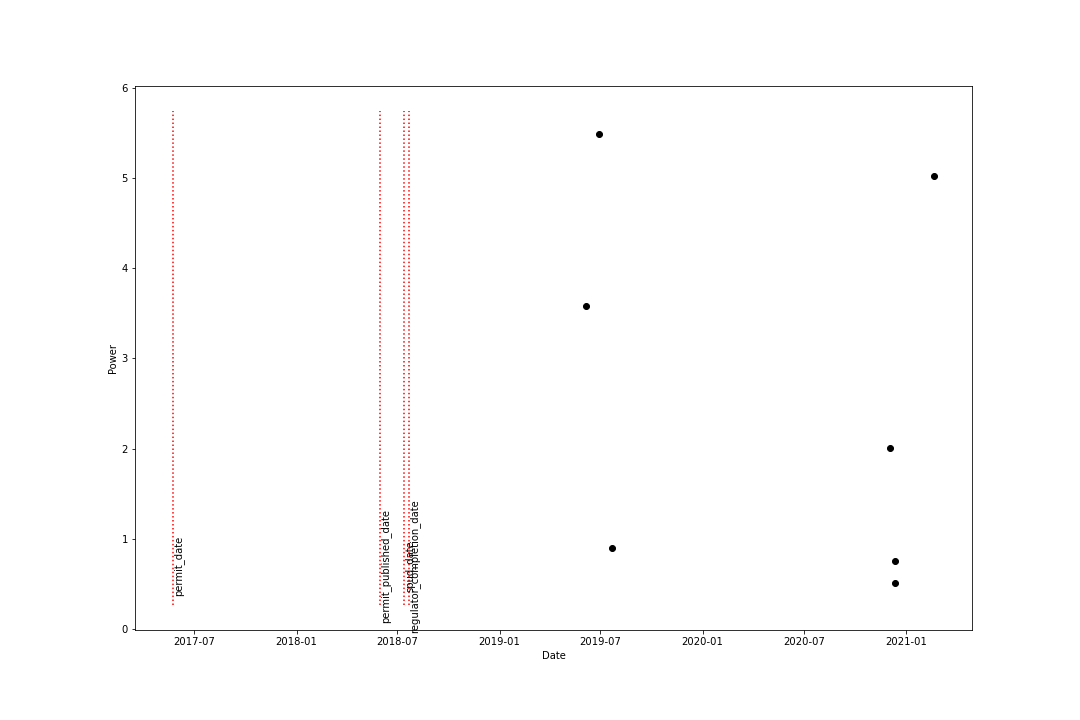 6
5
4
3
2
1
0
Power
permit_date
permit_published_date
spud_date
regulator_completion_date
2017-07
2018-01
2018-07
2019-01
2019-07
2020-01
2020-07
2021-01
Date